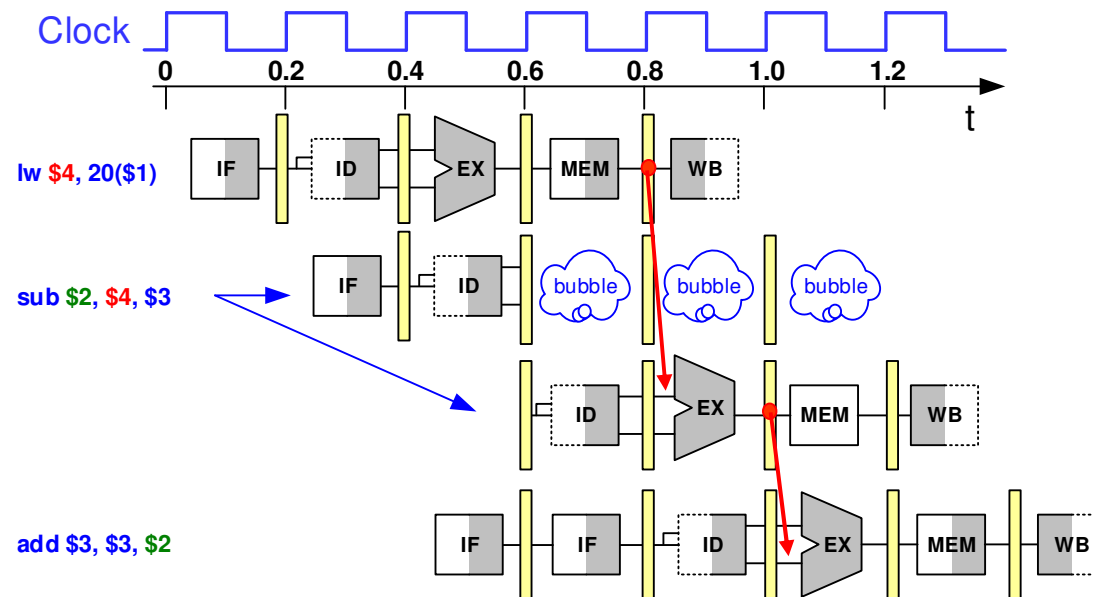 Clock
0 0.2 0.4 0.6 0.8 1.0 1.2
t
lw $4, 20($1) IF ID EX MEM WB
sub $2, $4, $3 IF ID bubble bubble bubble
ID EX MEM WB
add $3, $3, $2 IF IF ID EX MEM WB